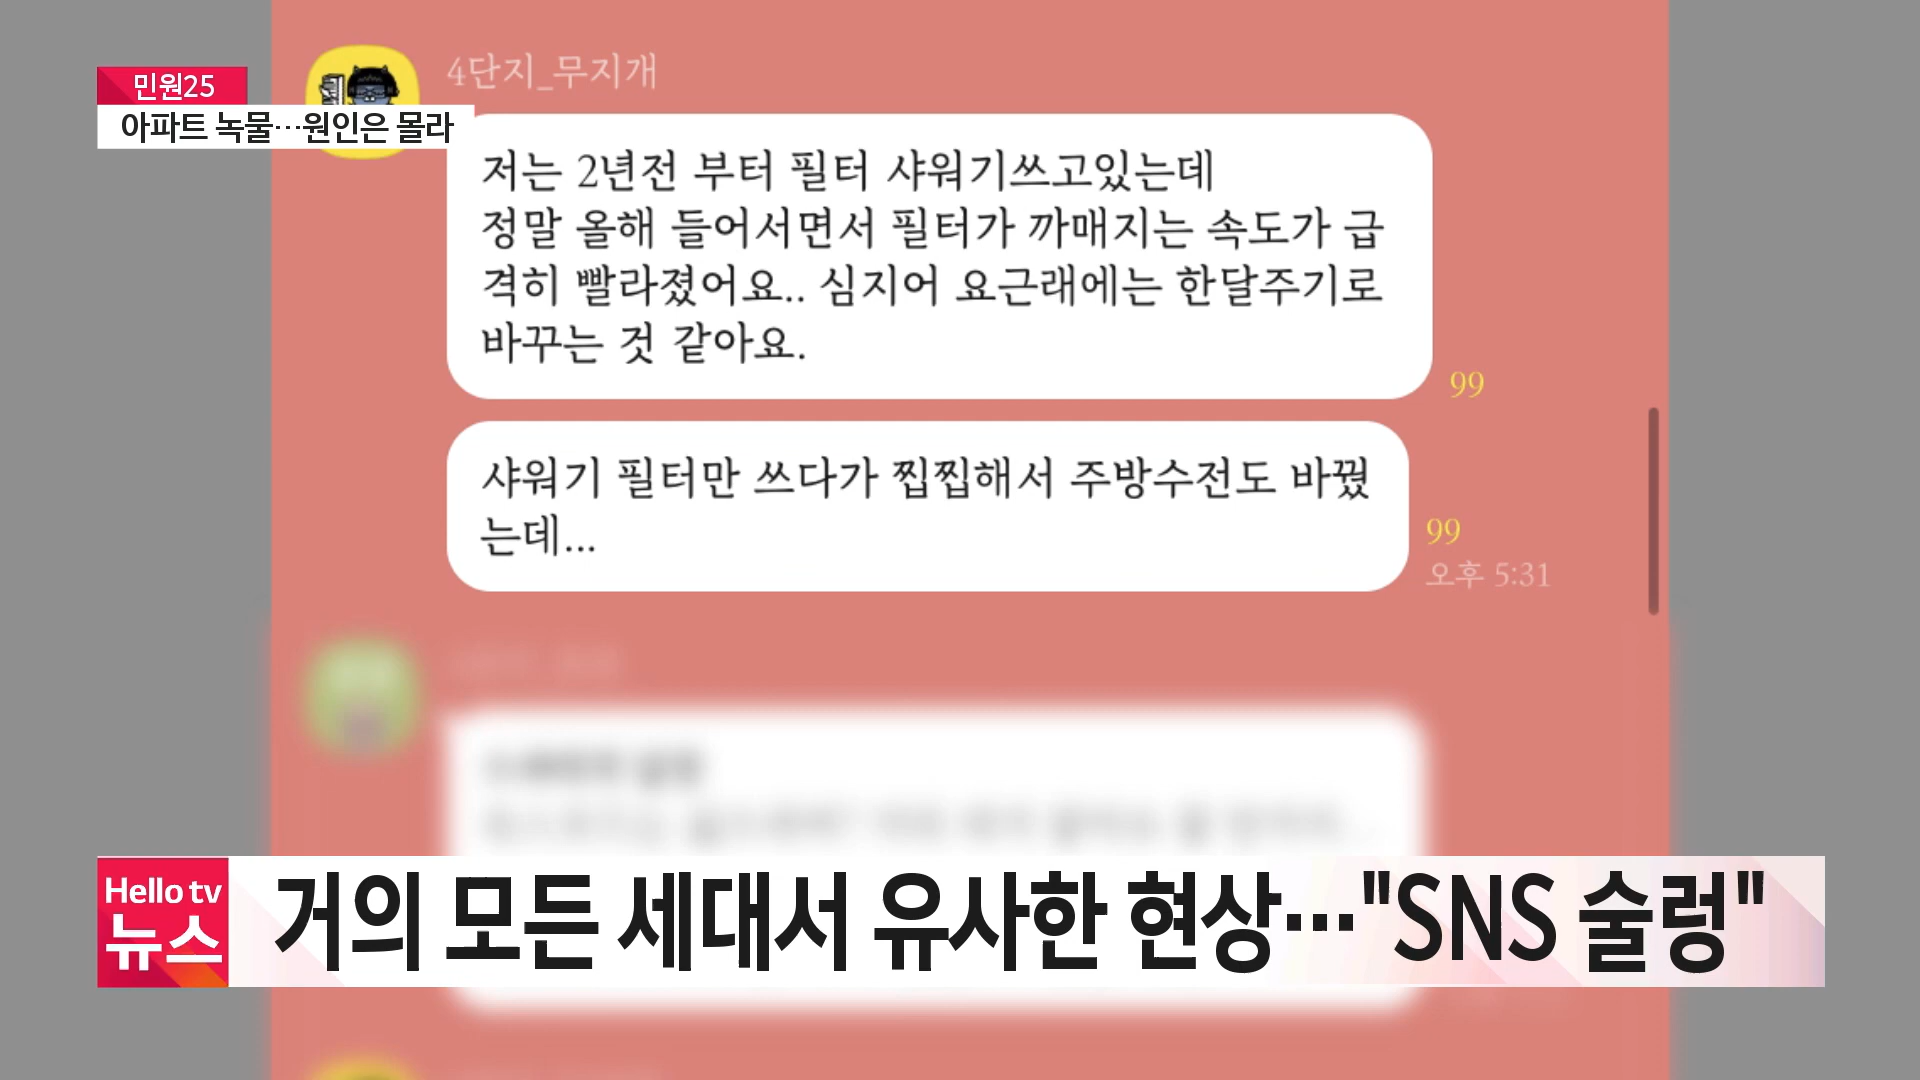 4단지_무지개
민원25
아파트 녹물…원인은 몰라
저는 2년전 부터 필터 샤워기쓰고있는데
정말 올해 들어서면서 필터가 까매지는 속도가 급
격히 빨라졌어요.. 심지어 요근래에는 한달주기로
바꾸는 것 같아요.
99
샤워기 필터만 쓰다가 찝찝해서 주방수전도 바꿨
는데...
99
오후 5:31
Hello tv
뉴스
거의 모든 세대서 유사한 현상…"SNS 술렁"